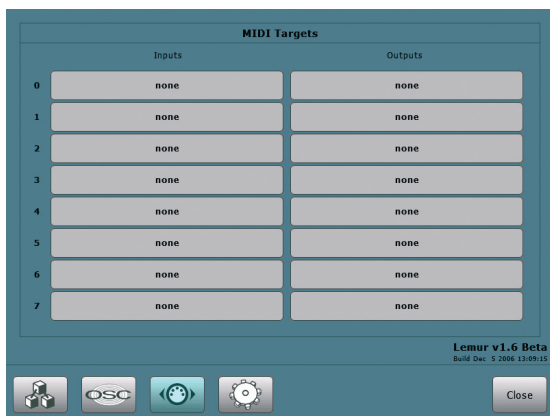 MIDI Targets
Inputs Outputs
0 none none
1 none none
2 none none
3 none none
4 none none
5 none none
6 none none
7 none none
Lemur v1.6 Beta
Build Dec 5 2006 13:09:15
OSC Close